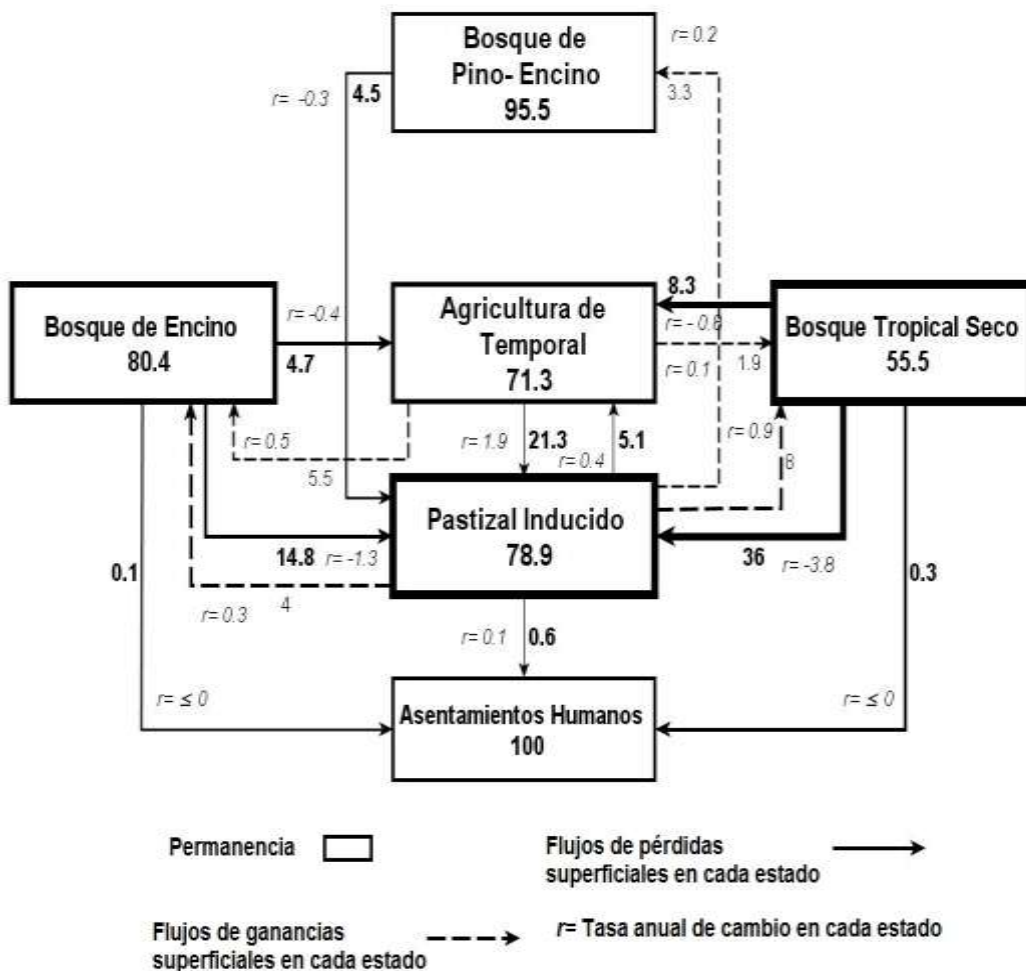 Bosque de
Pino- Encino
95.5
r= 0.2
3.3
r= -0.3
4.5
Bosque de Encino
80.4
r= -0.4
4.7
Agricultura de
Temporal
71.3
8.3
r= - 0.8
1.9
r= 0.1
Bosque Tropical Seco
55.5
r= 0.5
5.5
r= 1.9
21.3
5.1
r= 0.4
r= 0.9
8
Pastizal Inducido
78.9
14.8
r= -1.3
36
r= -3.8
0.1
r= 0.3
4
0.3
r= 0.1
0.6
r= ≤ 0
Asentamientos Humanos
100
r= ≤ 0
Permanencia
Flujos de pérdidas
superficiales en cada estado
Flujos de ganancias
superficiales en cada estado
r= Tasa anual de cambio en cada estado